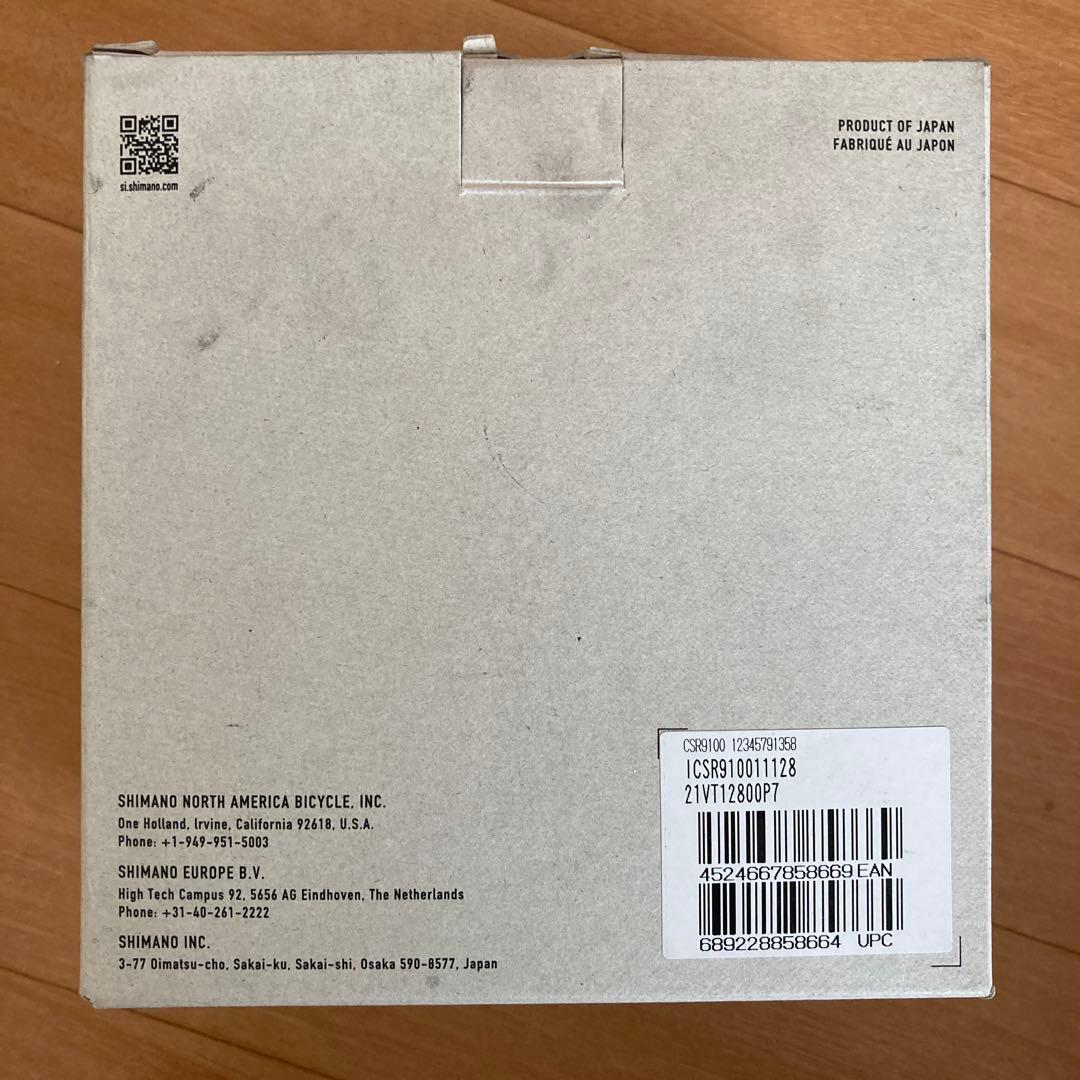 si.shimano.com
PRODUCT OF JAPAN
FABRIQUÉ AU JAPON
SHIMANO NORTH AMERICA BICYCLE, INC.
One Holland, Irvine, California 92618, U.S.A.
Phone: +1-949-951-5003
SHIMANO EUROPE B.V.
High Tech Campus 92, 5656 AG Eindhoven, The Netherlands
Phone: +31-40-261-2222
SHIMANO INC.
3-77 Oimatsu-cho, Sakai-ku, Sakai-shi, Osaka 590-8577, Japan
CSR9100 12345791358
ICSR910011128
21VT12800P7
4524667858669 EAN
689228858664 UPC